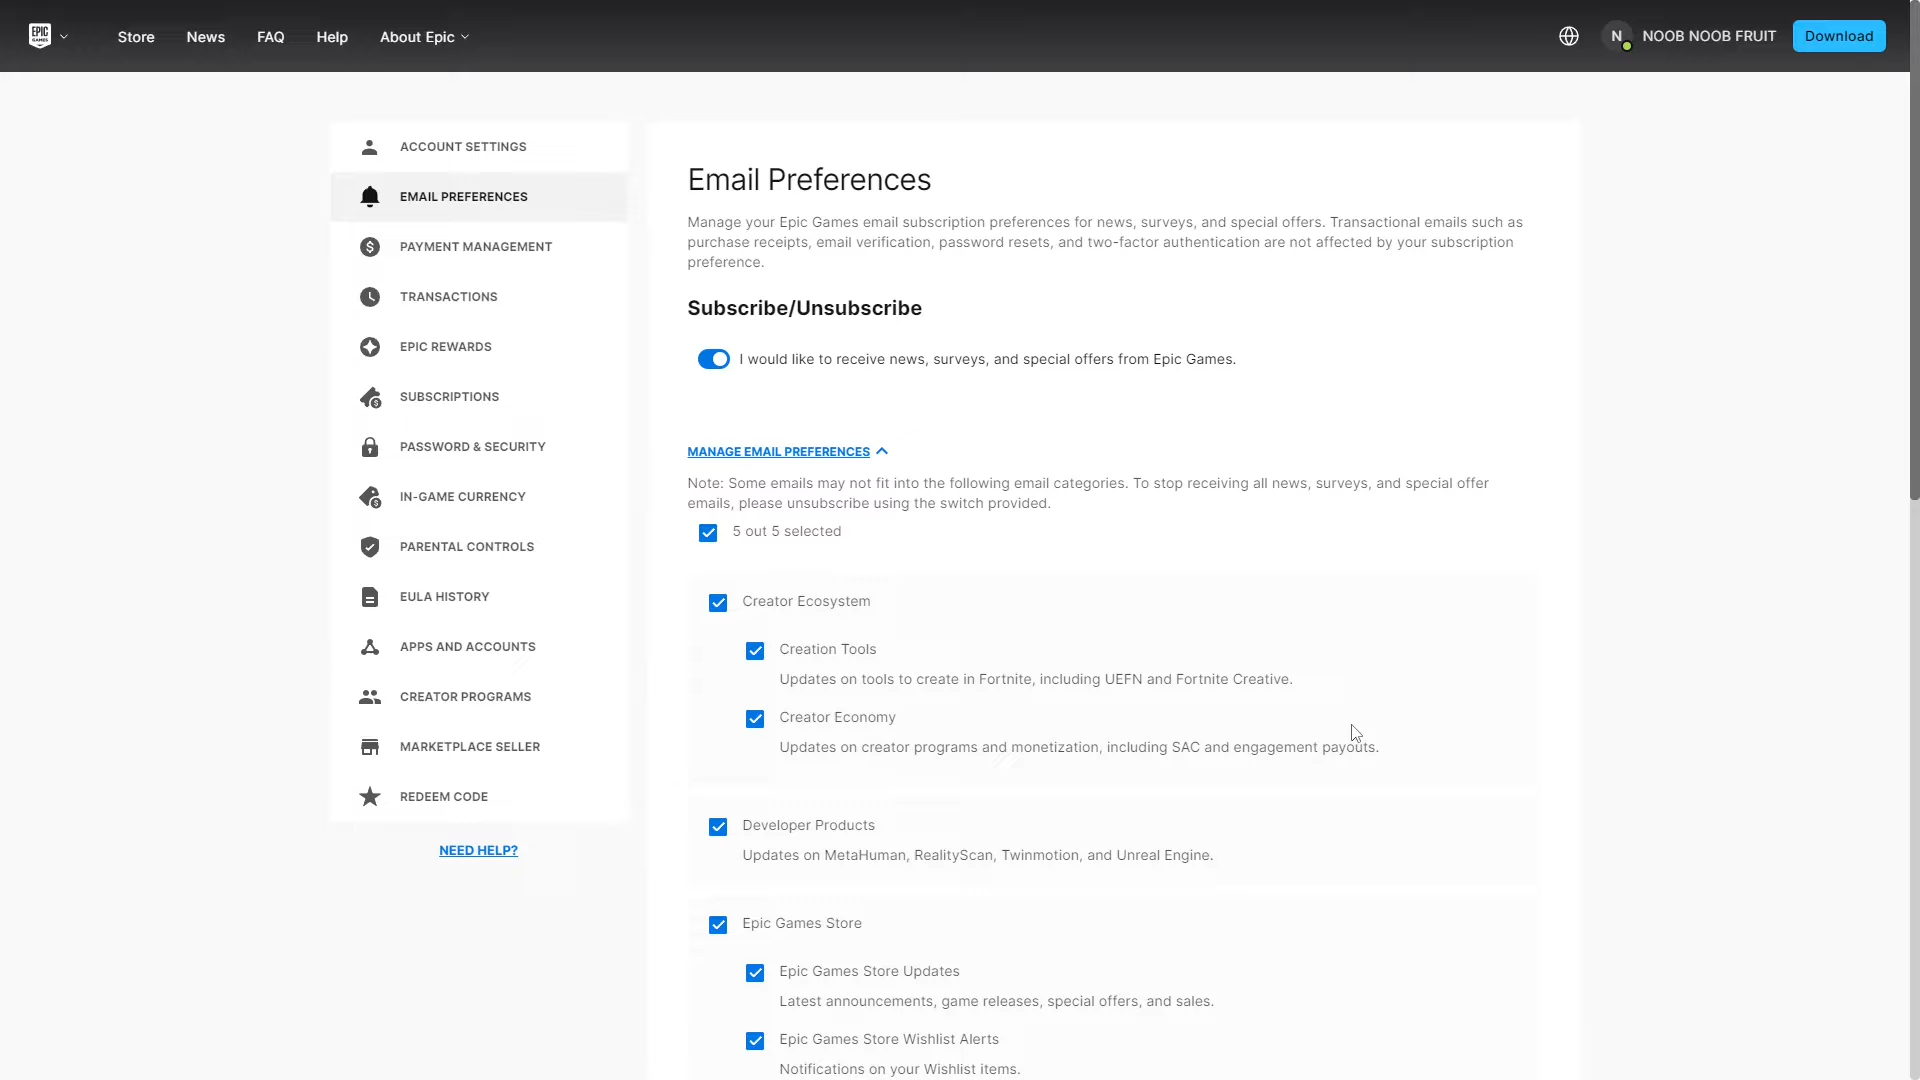 EPIC GAMES
Store
News
FAQ
Help
About Epic
N
NOOB NOOB FRUIT
Download
ACCOUNT SETTINGS
EMAIL PREFERENCES
PAYMENT MANAGEMENT
TRANSACTIONS
EPIC REWARDS
SUBSCRIPTIONS
PASSWORD & SECURITY
IN-GAME CURRENCY
PARENTAL CONTROLS
EULA HISTORY
APPS AND ACCOUNTS
CREATOR PROGRAMS
MARKETPLACE SELLER
REDEEM CODE
NEED HELP?
Email Preferences
Manage your Epic Games email subscription preferences for news, surveys, and special offers. Transactional emails such as
purchase receipts, email verification, password resets, and two-factor authentication are not affected by your subscription
preference.
Subscribe/Unsubscribe
I would like to receive news, surveys, and special offers from Epic Games.
MANAGE EMAIL PREFERENCES
Note: Some emails may not fit into the following email categories. To stop receiving all news, surveys, and special offer
emails, please unsubscribe using the switch provided.
5 out 5 selected
Creator Ecosystem
Creation Tools
Updates on tools to create in Fortnite, including UEFN and Fortnite Creative.
Creator Economy
Updates on creator programs and monetization, including SAC and engagement payouts.
Developer Products
Updates on MetaHuman, RealityScan, Twinmotion, and Unreal Engine.
Epic Games Store
Epic Games Store Updates
Latest announcements, game releases, special offers, and sales.
Epic Games Store Wishlist Alerts
Notifications on your Wishlist items.